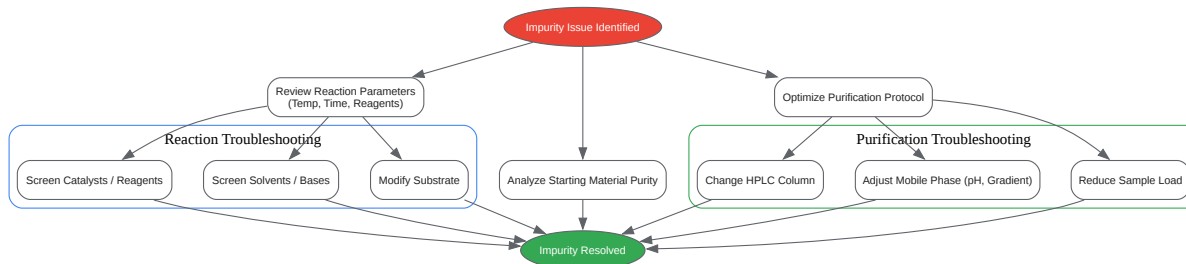 Impurity Issue Identified
Review Reaction Parameters
(Temp, Time, Reagents)
Optimize Purification Protocol
Reaction Troubleshooting
Purification Troubleshooting
Screen Catalysts / Reagents
Screen Solvents / Bases
Modify Substrate
Analyze Starting Material Purity
Change HPLC Column
Adjust Mobile Phase (pH, Gradient)
Reduce Sample Load
Impurity Resolved